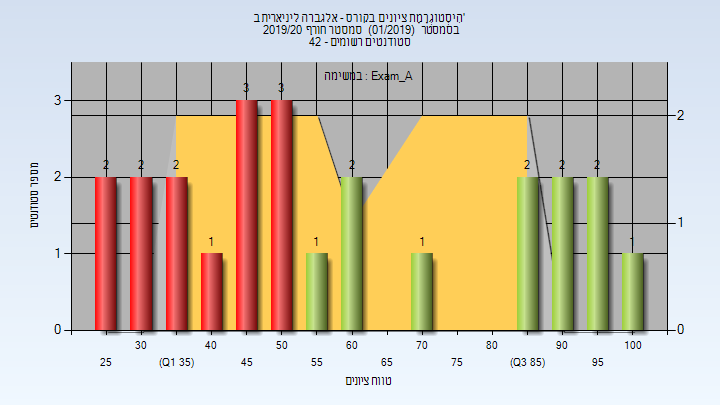 היסטוגרמת ציונים בקורס - אלגברה ליניארית ב'
בסמסטר (01/2019) סמסטר חורף 2019/20
42 - סטודנטים רשומים
במשימה : Exam_A
מספר סטודנטים
3
2
1
0
2
1
0
2 2 2 1 3 3 1 2 1 2 2 2 1
30 40 50 60 70 80 90 100
25 (Q1 35) 45 55 65 75 (Q3 85) 95
טווח ציונים